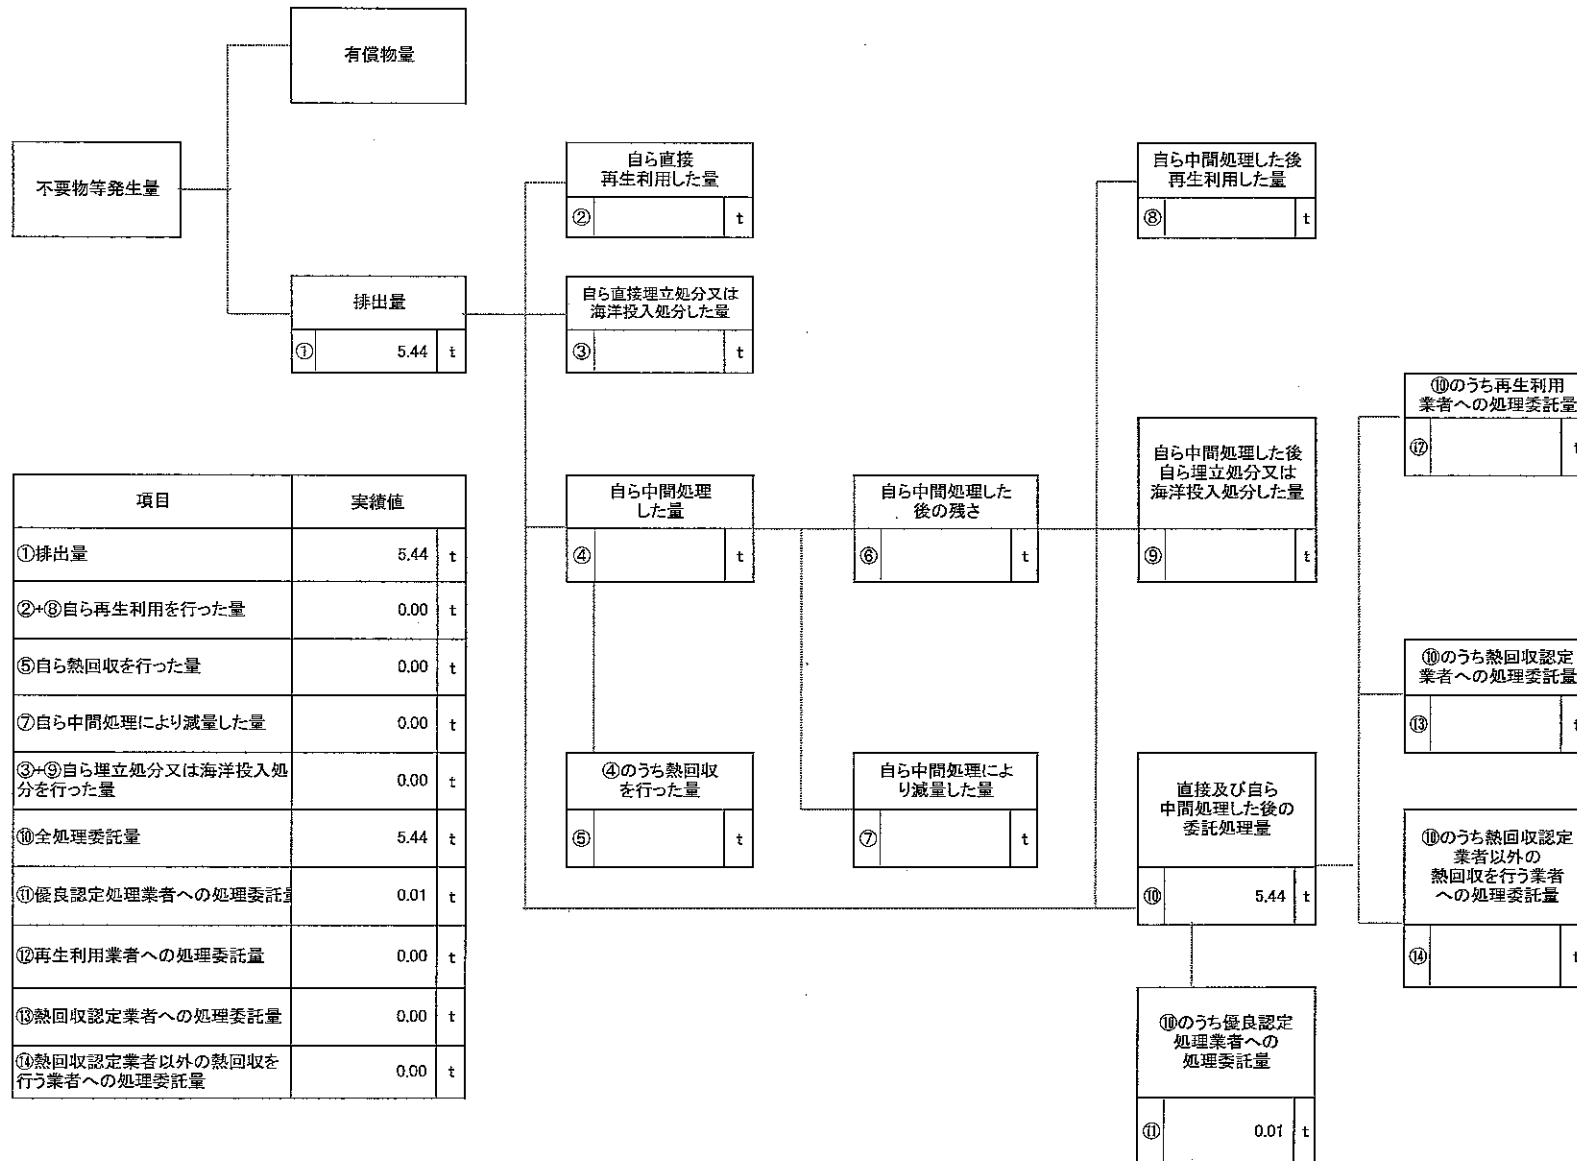 有償物量
不要物等発生量
排出量
① 5.44 t
自ら直接
再生利用した量
② t
自ら直接埋立処分又は
海洋投入処分した量
③ t
自ら中間処理
した量
④ t
④のうち熱回収
を行った量
⑤ t
自ら中間処理した
後の残さ
⑥ t
自ら中間処理によ
り減量した量
⑦ t
自ら中間処理した後
再生利用した量
⑧ t
自ら中間処理した後
自ら埋立処分又は
海洋投入処分した量
⑨ t
直接及び自ら
中間処理した後の
委託処理量
⑩ 5.44 t
⑩のうち優良認定
処理業者への
処理委託量
⑪ 0.01 t
⑩のうち再生利用
業者への処理委託量
⑫ t
⑩のうち熱回収認定
業者への処理委託量
⑬ t
⑩のうち熱回収認定
業者以外の
熱回収を行う業者
への処理委託量
⑭ t
項目 実績値
①排出量 5.44 t
②+⑧自ら再生利用を行った量 0.00 t
⑤自ら熱回収を行った量 0.00 t
⑦自ら中間処理により減量した量 0.00 t
③+⑨自ら埋立処分又は海洋投入処
分を行った量 0.00 t
⑩全処理委託量 5.44 t
⑪優良認定処理業者への処理委託量 0.01 t
⑫再生利用業者への処理委託量 0.00 t
⑬熱回収認定業者への処理委託量 0.00 t
⑭熱回収認定業者以外の熱回収を
行う業者への処理委託量 0.00 t